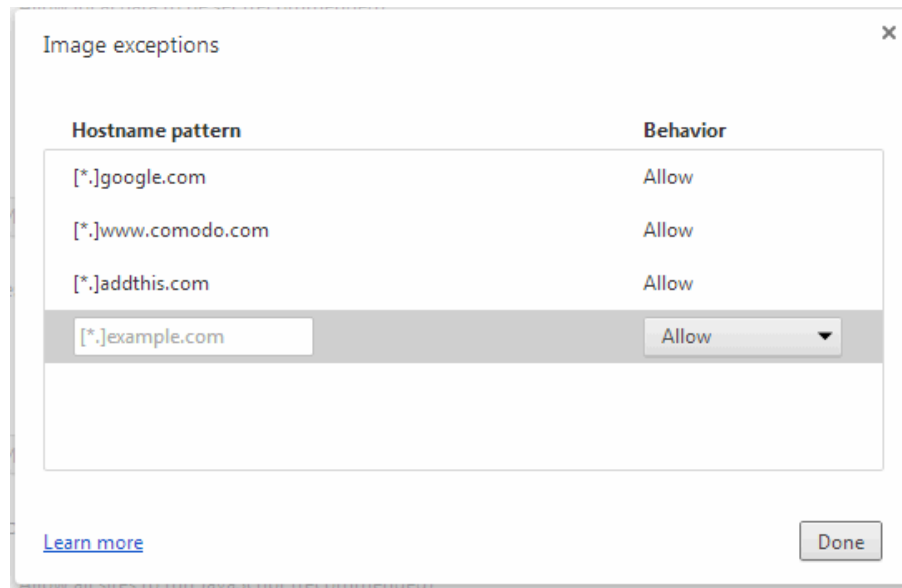 Image exceptions
Hostname pattern Behavior
[*.]google.com Allow
[*.]www.comodo.com Allow
[*.]addthis.com Allow
[*.]example.com Allow
Learn more Done